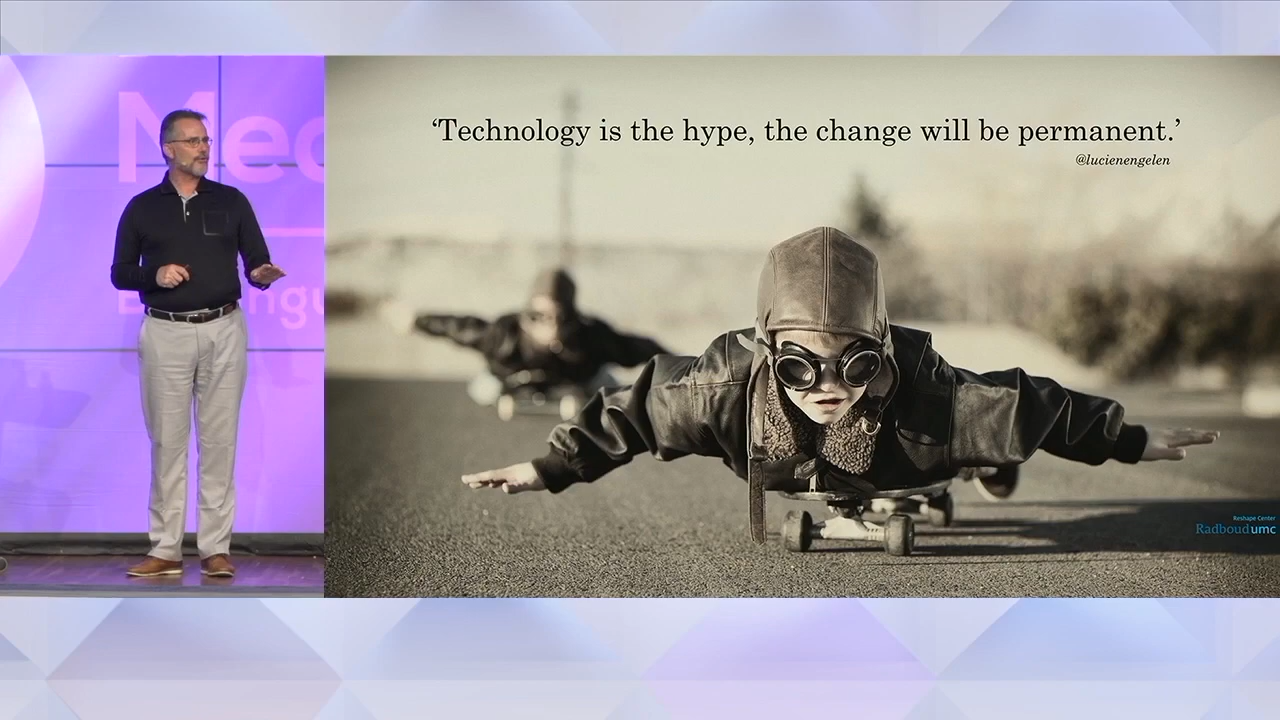 ‘Technology is the hype, the change will be permanent.’
@lucienengelen
Reshape Center
Radboudumc